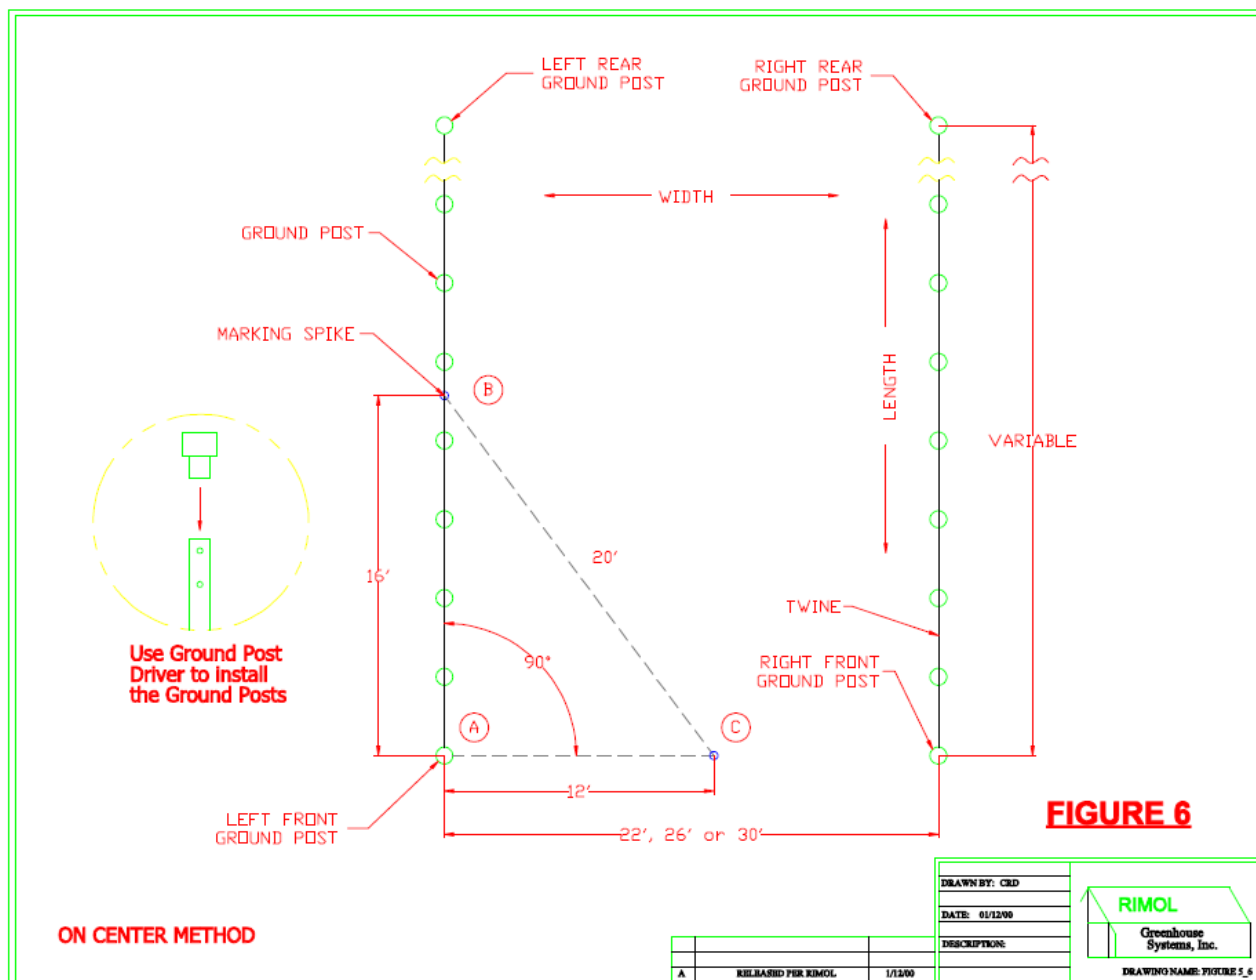 LEFT REAR
GROUND POST
RIGHT REAR
GROUND POST
WIDTH
GROUND POST
MARKING SPIKE
B
LENGTH
VARIABLE
20'
16'
TWINE
Use Ground Post
Driver to install
the Ground Posts
90°
RIGHT FRONT
GROUND POST
A
C
12'
LEFT FRONT
GROUND POST
22', 26' or 30'
FIGURE 6
ON CENTER METHOD
DRAWN BY: CRD
DATE: 01/12/00
DESCRIPTION:
RIMOL
Greenhouse
Systems, Inc.
A RELEASED PER RIMOL 1/12/00
DRAWING NAME: FIGURE 5_6